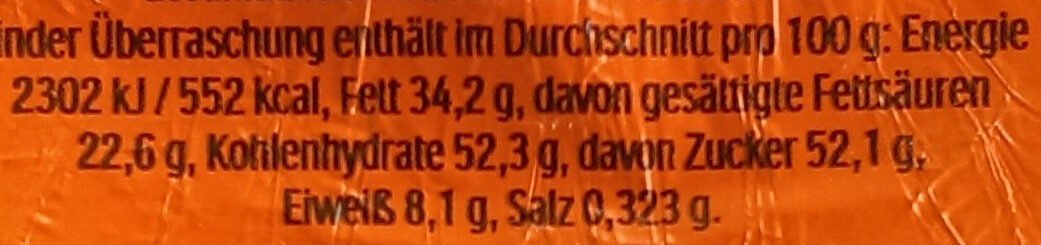 inder Überraschung enthält im Durchschnitt pro 100 g: Energie
2302 kJ / 552 kcal, Fett 34,2 g, davon gesättigte Fettsäuren
22,6 g, Kohlenhydrate 52,3 g, davon Zucker 52,1 g,
Eiweiß 8,1 g, Salz 0,323 g.